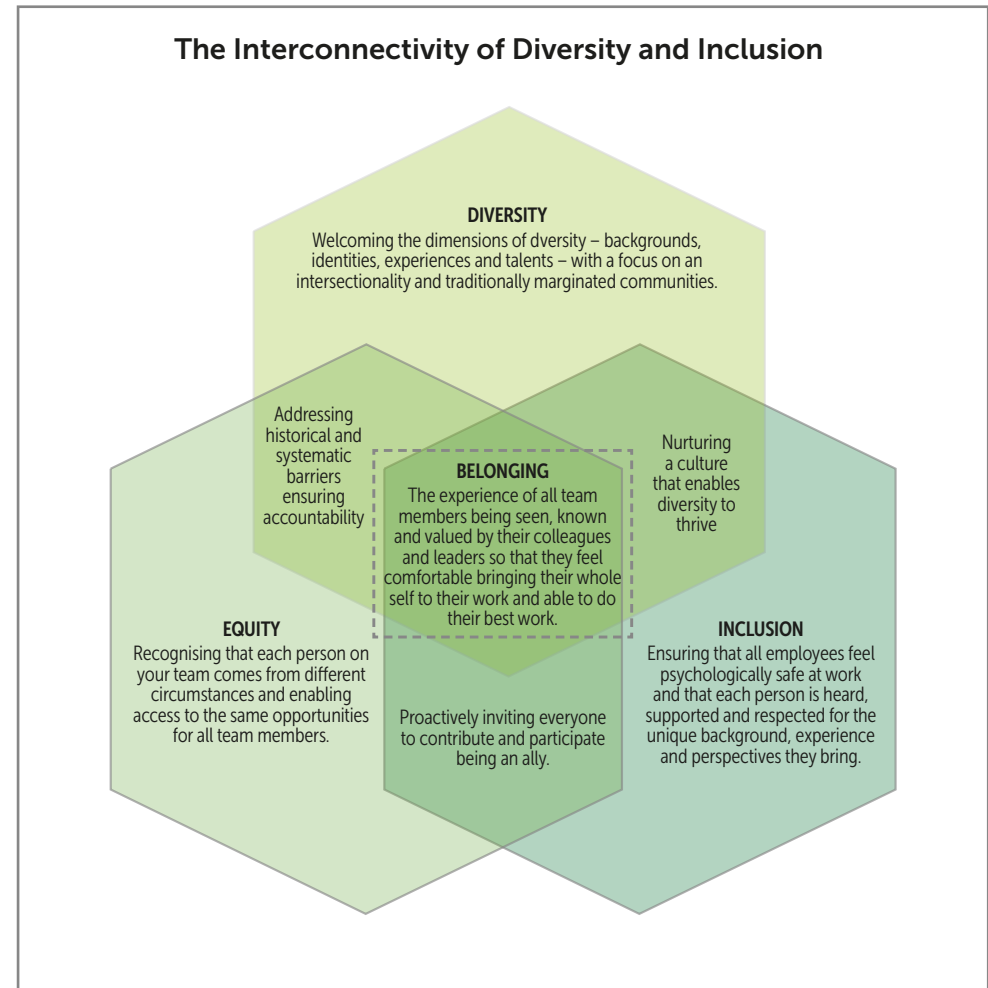 The Interconnectivity of Diversity and Inclusion
DIVERSITY
Welcoming the dimensions of dversity – backgrounds,
identities, experiences and talents – with a focus on an
intersectionality and traditionally marginated communities.
Addressing
historical and
systematic
barriers
ensuring
accountability
BELONGING
The experience of all team
members being seen, known
and valued by their colleagues
and leaders so that they feel
comfortable bringing their whole
self to their work and able to do
their best work.
Nurturing
a culture
that enables
diversity to
thrive
EQUITY
Recognising that each person on
your team comes from different
circumstances and enabling
access to the same opportunities
for all team members.
Proactively inviting everyone
to contribute and participate
being an ally.
INCLUSION
Ensuring that all employees feel
psychologically safe at work
and that each person is heard,
supported and respected for the
unique background, experience
and perspectives they bring.